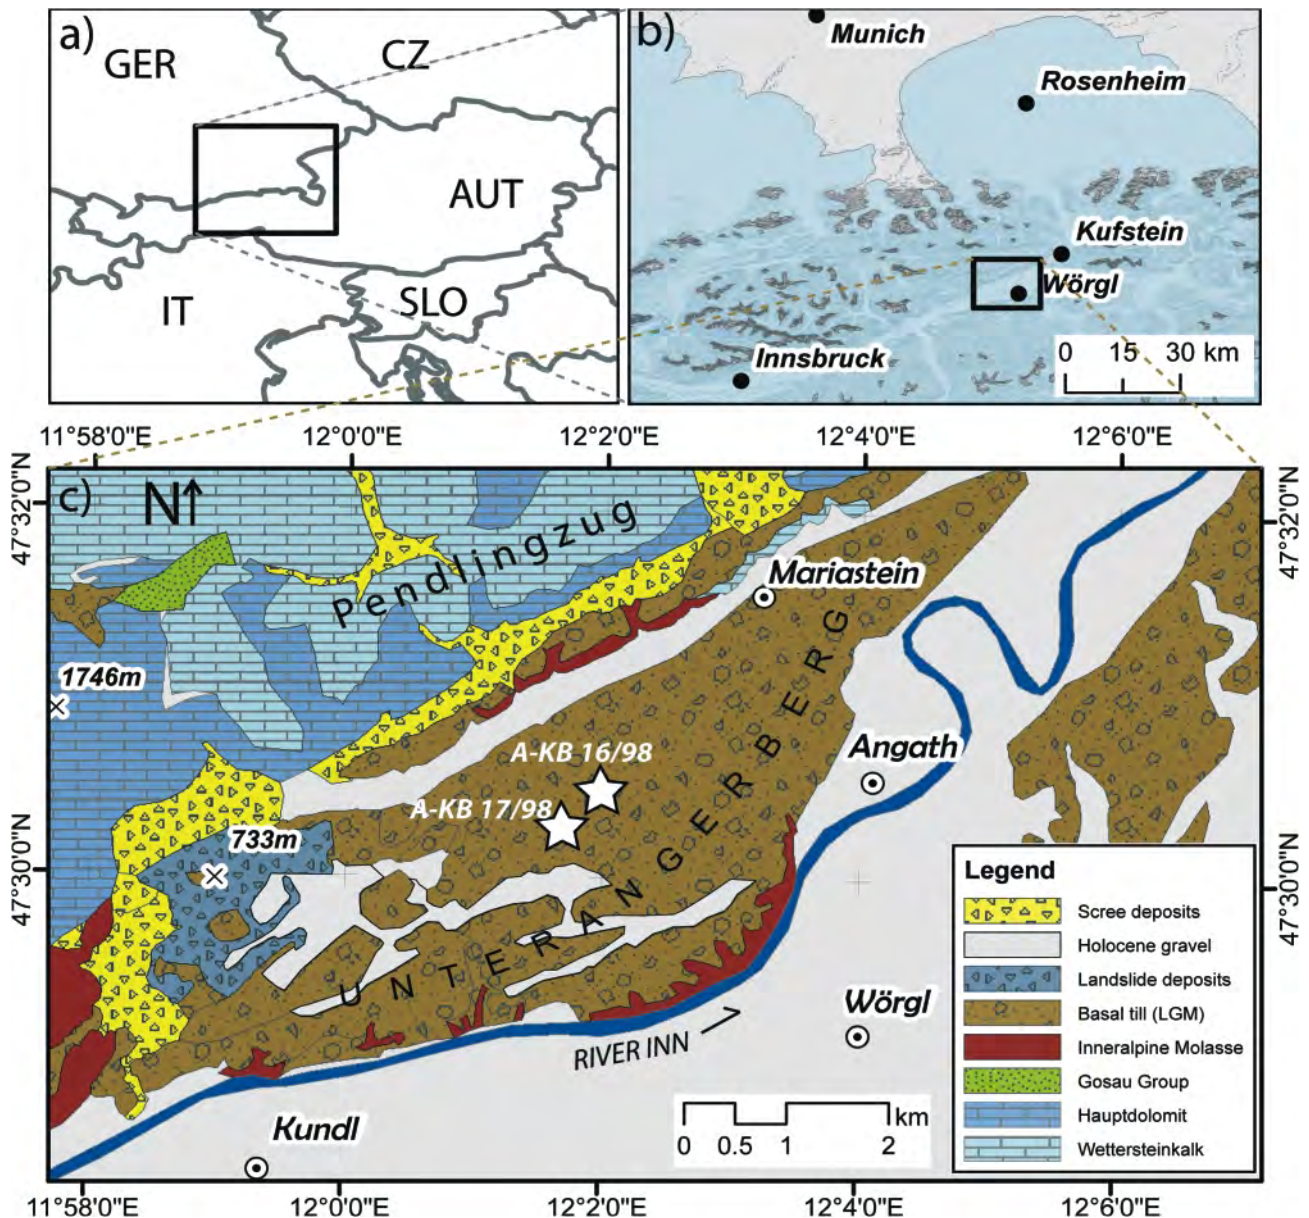 a)
GER
CZ
AUT
IT
SLO
b)
Munich
Rosenheim
Kufstein
Wörgl
Innsbruck
0 15 30 km
11°58'0"E 12°0'0"E 12°2'0"E 12°4'0"E 12°6'0"E
47°32'0"N
47°30'0"N
47°32'0"N
47°30'0"N
c)
N↑
Pendlingzug
Mariastein
1746m
A-KB 16/98
A-KB 17/98
Angath
733m
UNTERANGERBERG
Wörgl
RIVER INN
Kundl
0 0.5 1 2 km
Legend
Scree deposits
Holocene gravel
Landslide deposits
Basal till (LGM)
Inneralpine Molasse
Gosau Group
Hauptdolomit
Wettersteinkalk
11°58'0"E 12°0'0"E 12°2'0"E 12°4'0"E 12°6'0"E